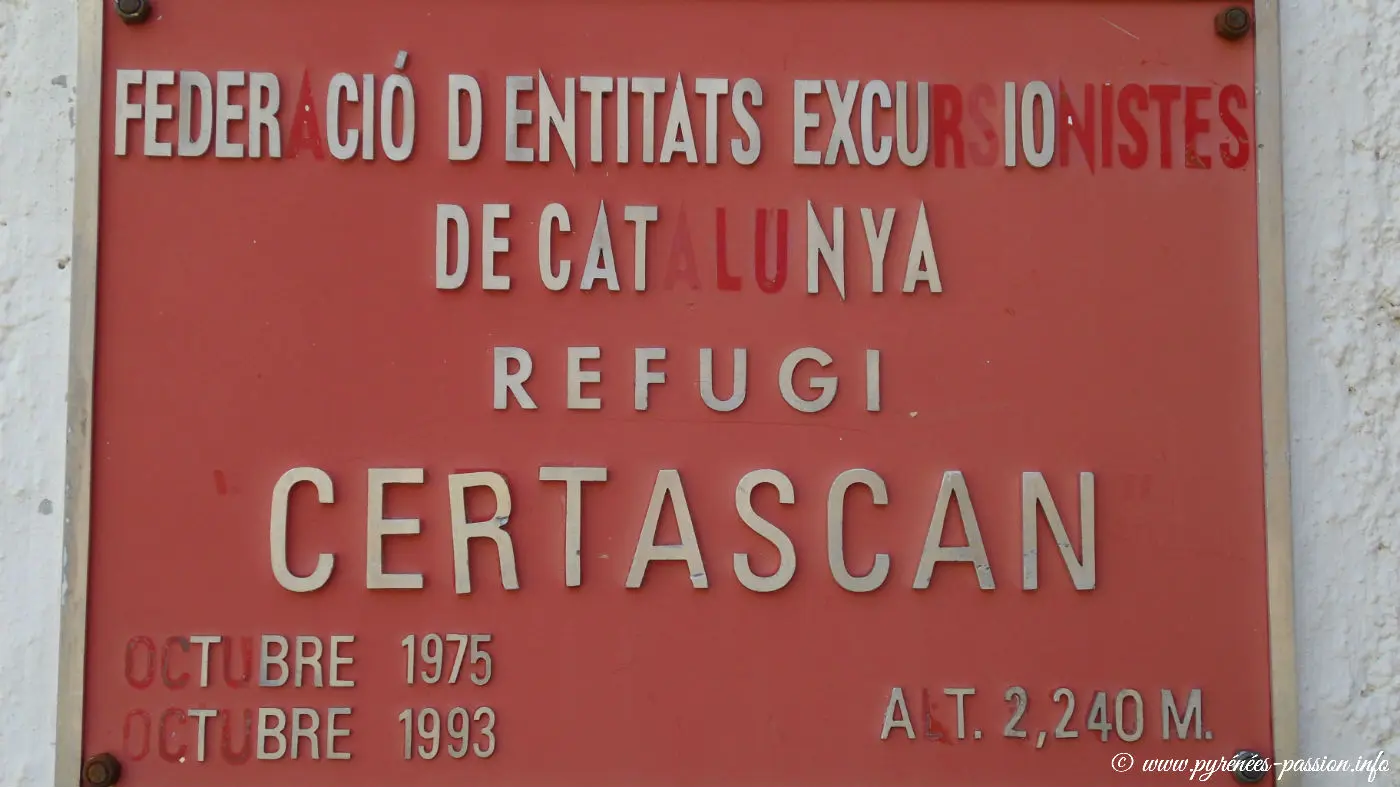 FEDERACIÓ D ENTITATS EXCURSIONISTES
DE CATALUNYA
REFUGI
CERTASCAN
OCTUBRE 1975
OCTUBRE 1993
ALT. 2,240 M.
© www.pyrénées-passion.info